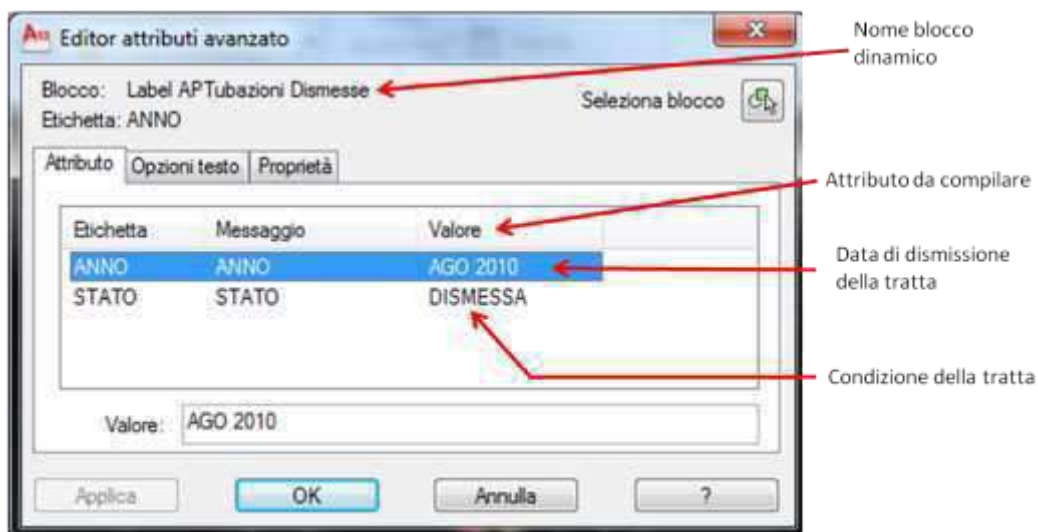 Editor attributi avanzato
Nome blocco
dinamico
Blocco: Label APTubazioni Dismesse
Seleziona blocco
Etichetta: ANNO
Attributo Opzioni testo Proprietà
Attributo da compilare
Etichetta Messaggio Valore
ANNO ANNO AGO 2010
Data di dismissione
della tratta
STATO STATO DISMESSA
Condizione della tratta
Valore: AGO 2010
Applica OK Annulla ?